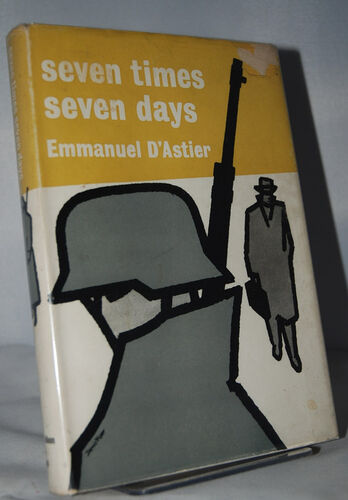 seven times
seven days
Emmanuel D'Astier